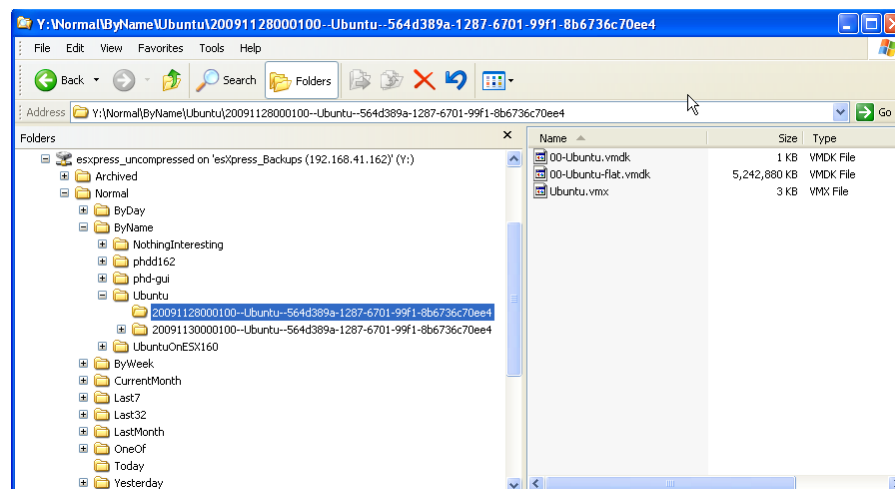 Y:\Normal\ByName\Ubuntu\20091128000100--Ubuntu--564d389a-1287-6701-99f1-8b6736c70ee4
File Edit View Favorites Tools Help
Back Search Folders
Address Y:\Normal\ByName\Ubuntu\20091128000100--Ubuntu--564d389a-1287-6701-99f1-8b6736c70ee4 Go
Folders
esxpress_uncompressed on 'esXpress_Backups (192.168.41.162)' (Y:)
Archived
Normal
ByDay
ByName
NothingInteresting
phdd162
phd-gui
Ubuntu
20091128000100--Ubuntu--564d389a-1287-6701-99f1-8b6736c70ee4
20091130000100--Ubuntu--564d389a-1287-6701-99f1-8b6736c70ee4
UbuntuOnESX160
ByWeek
CurrentMonth
Last7
Last32
LastMonth
OneOf
Today
Yesterday
Name Size Type
00-Ubuntu.vmdk 1 KB VMDK File
00-Ubuntu-flat.vmdk 5,242,880 KB VMDK File
Ubuntu.vmx 3 KB VMX File